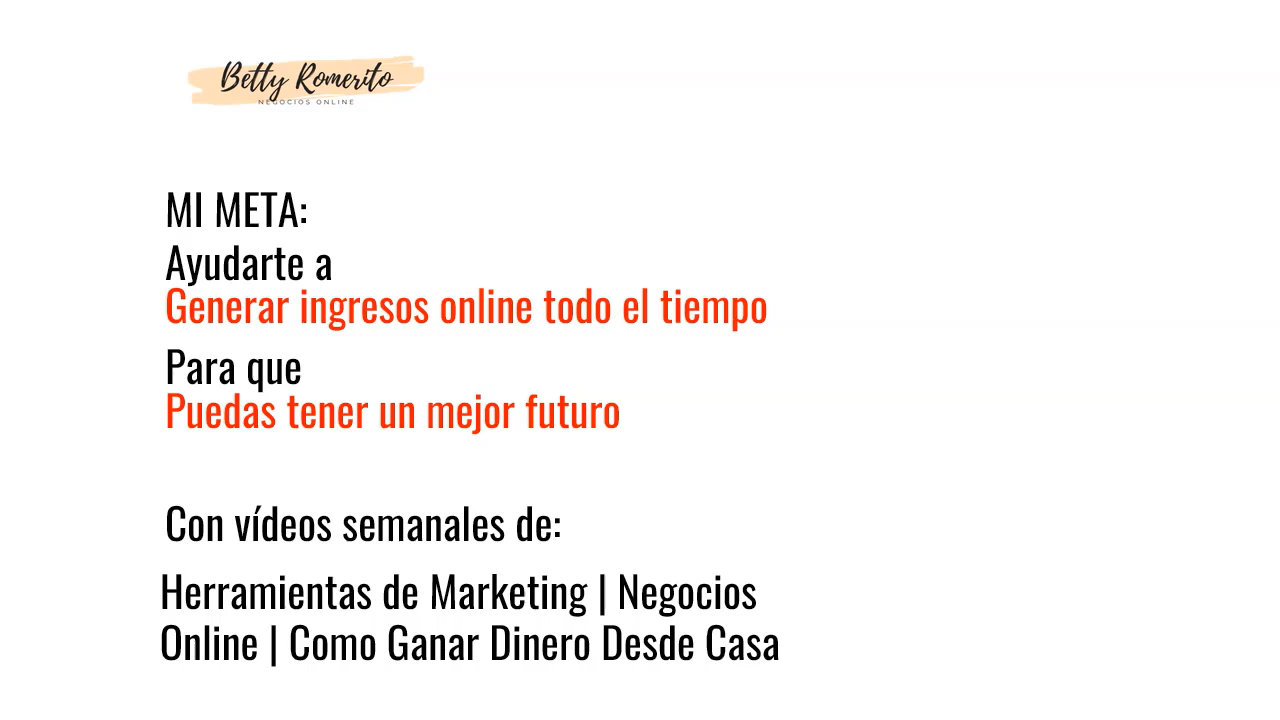 Betty Romerito
NEGOCIOS ONLINE
MI META:
Ayudarte a
Generar ingresos online todo el tiempo
Para que
Puedas tener un mejor futuro
Con vídeos semanales de:
Herramientas de Marketing | Negocios
Online | Como Ganar Dinero Desde Casa